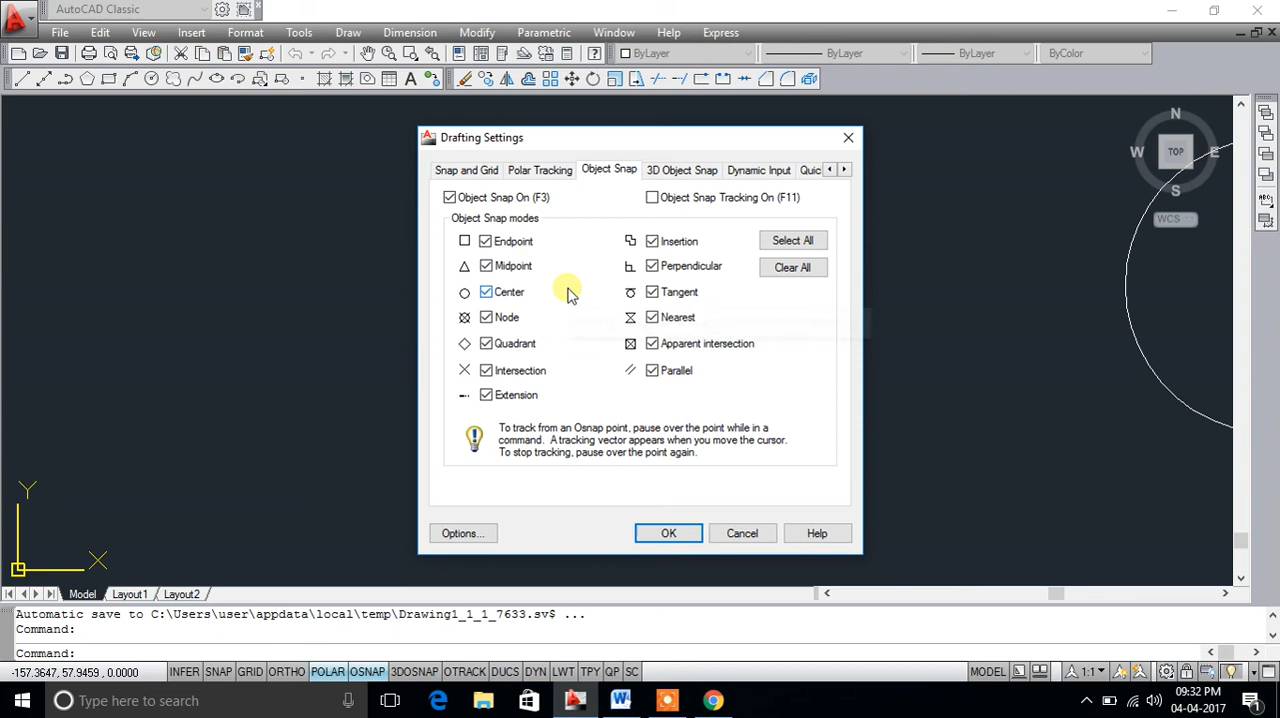 AutoCAD Classic
File Edit View Insert Format Tools Draw Dimension Modify Parametric Window Help Express
ByLayer ByLayer ByLayer ByColor
N
W TOP E
S
WCS
Drafting Settings
Snap and Grid Polar Tracking Object Snap 3D Object Snap Dynamic Input Quic
Object Snap On (F3) Object Snap Tracking On (F11)
Object Snap modes
Endpoint Insertion Select All
Midpoint Perpendicular Clear All
Center Tangent
Node Nearest
Quadrant Apparent intersection
Intersection Parallel
Extension
To track from an Osnap point, pause over the point while in a
command. A tracking vector appears when you move the cursor.
To stop tracking, pause over the point again.
Options... OK Cancel Help
Y
X
Model Layout1 Layout2
Automatic save to C:\Users\user\appdata\local\temp\Drawing1_1_1_7633.sv$ ...
Command:
Command:
-157.3647, 57.9459, 0.0000 INFER SNAP GRID ORTHO POLAR OSNAP 3DOSNAP OTRACK DUCS DYN LWT TPY QP SC MODEL 1:1
Type here to search 09:32 PM
04-04-2017